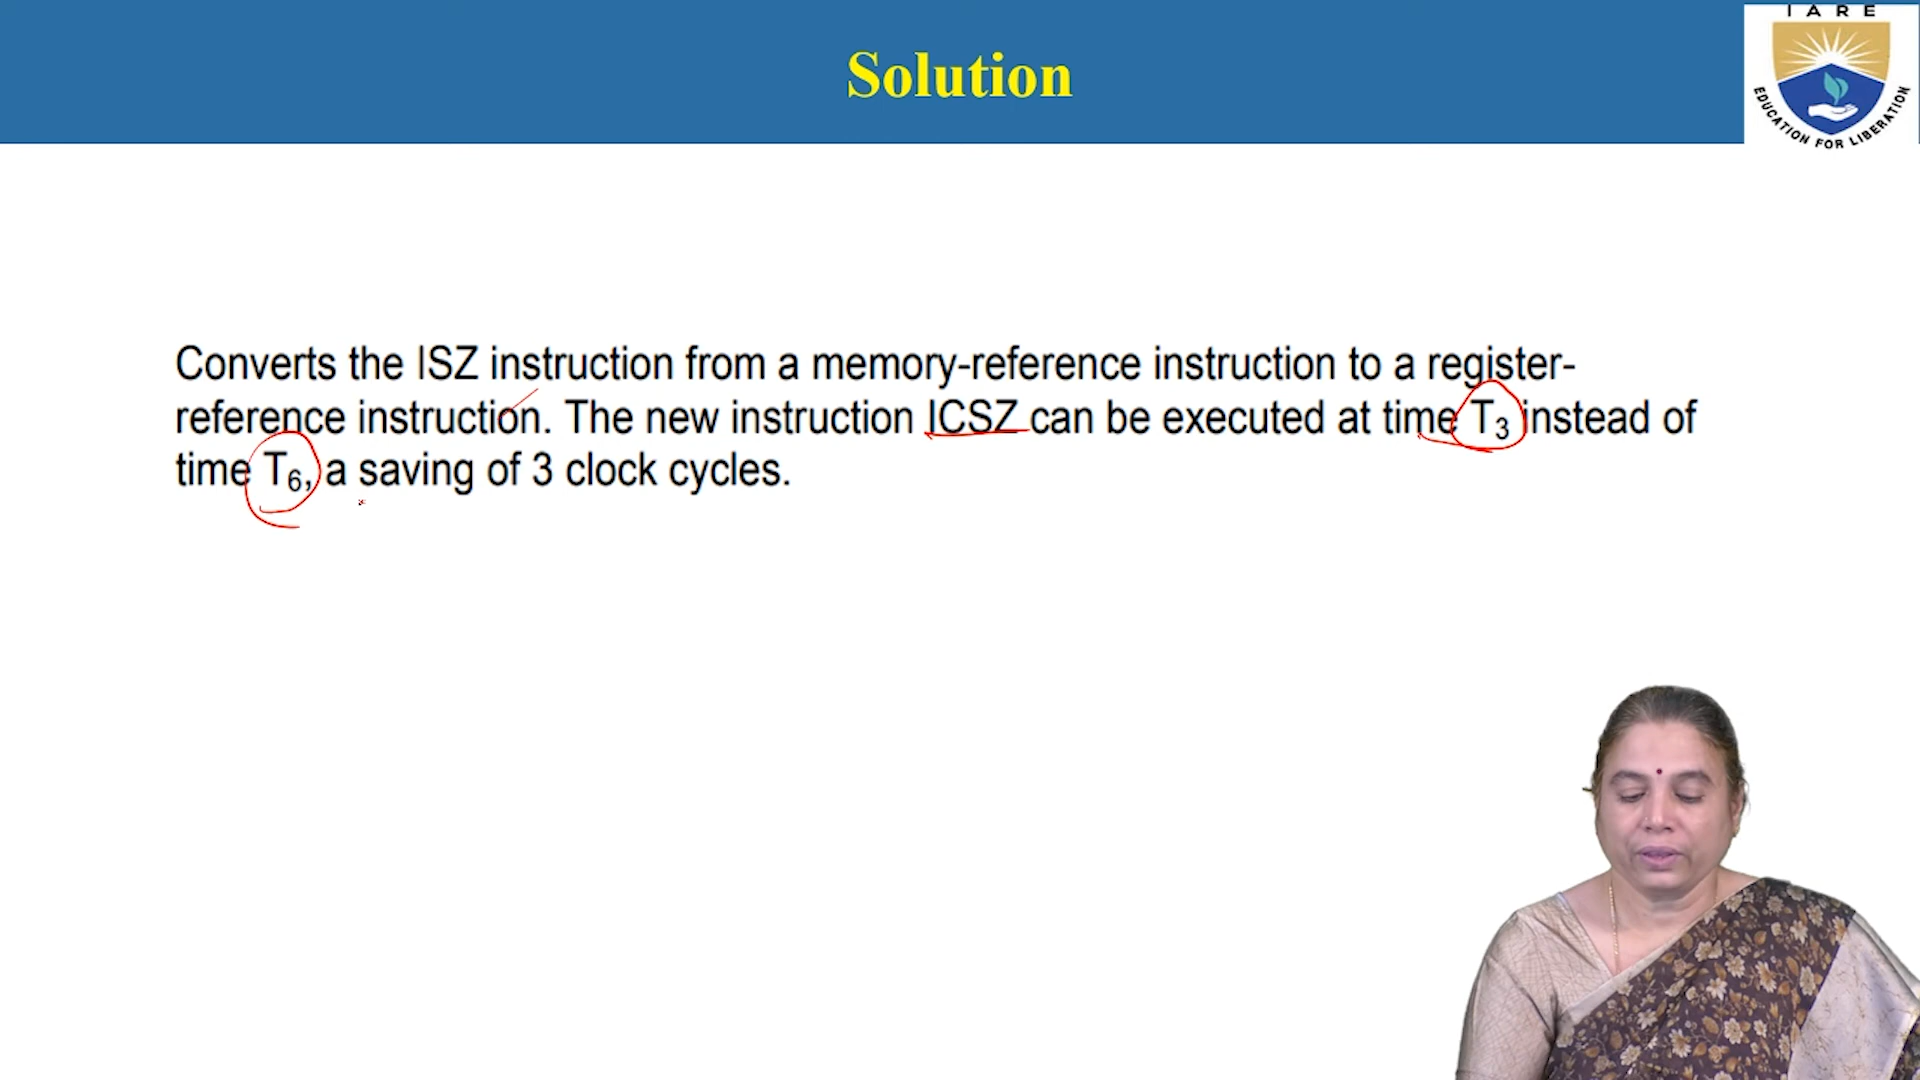 Solution
IARE
EDUCATION FOR LIBERATION
Converts the ISZ instruction from a memory-reference instruction to a register-
reference instruction. The new instruction ICSZ can be executed at time T3 instead of
time T6, a saving of 3 clock cycles.